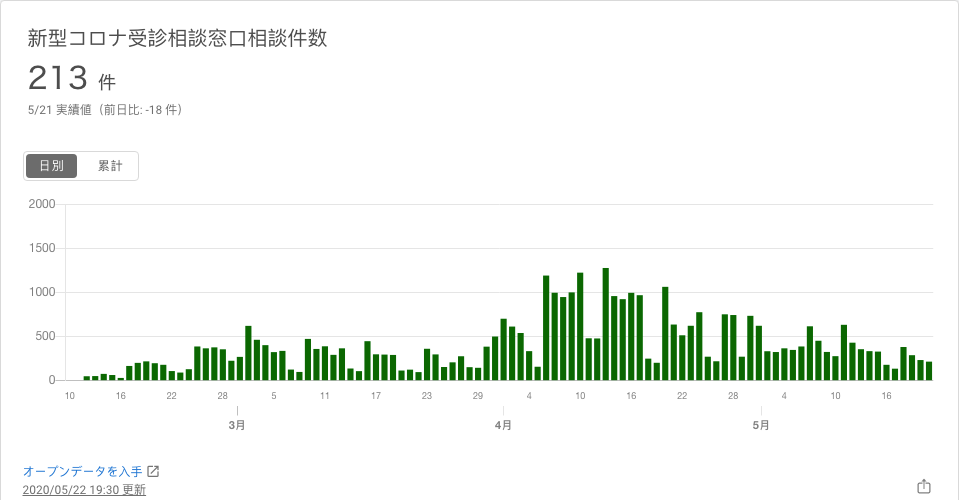 新型コロナ受診相談窓口相談件数
213 件
5/21 実績値（前日比: -18 件）
日別 累計
2000
1500
1000
500
0
10 16 22 28 5 11 17 23 29 4 10 16 22 28 4 10 16
3月 4月 5月
オープンデータを入手
2020/05/22 19:30 更新